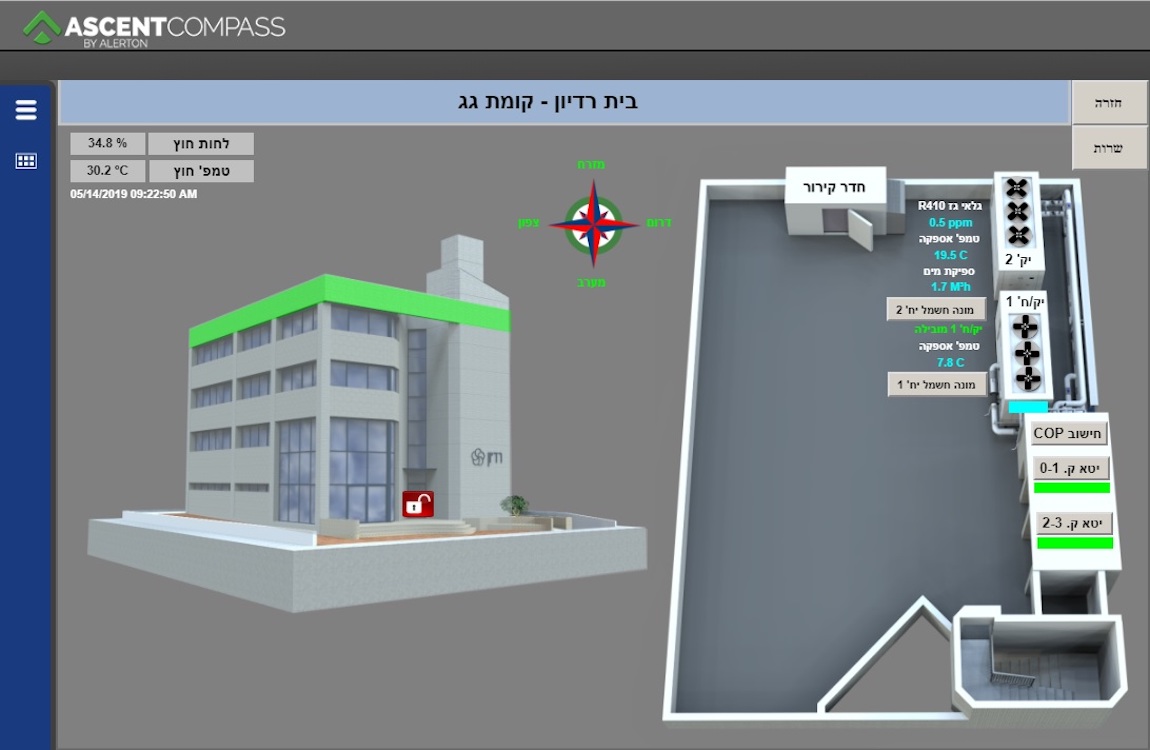 ASCENTCOMPASS
BY ALERTON
בית רדיון - קומת גג
חזרה
שרות
לחות חוץ
34.8 %
טמפ' חוץ
30.2 °C
05/14/2019 09:22:50 AM
מזרח
צפון
דרום
מערב
חדר קירור
גלאי גז R410
0.5 ppm
טמפ' אספקה
19.5 C
ספיקת מים
1.7 M³h
מונה חשמל יח' 2
יק/ח' 1 מובילה
טמפ' אספקה
7.8 C
מונה חשמל יח' 1
יק' 2
יק/ח' 1
חישוב COP
יטא ק. 0-1
יטא ק. 2-3